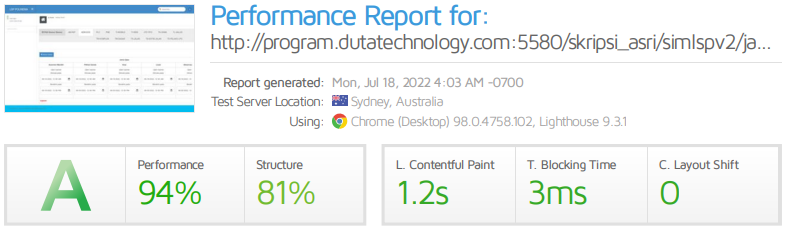 Performance Report for:
http://program.dutatechnology.com:5580/skripsi_asri/simlspv2/ja...
Report generated: Mon, Jul 18, 2022 4:03 AM -0700
Test Server Location: Sydney, Australia
Using: Chrome (Desktop) 98.0.4758.102, Lighthouse 9.3.1
A
Performance
94%
Structure
81%
L. Contentful Paint
1.2s
T. Blocking Time
3ms
C. Layout Shift
0